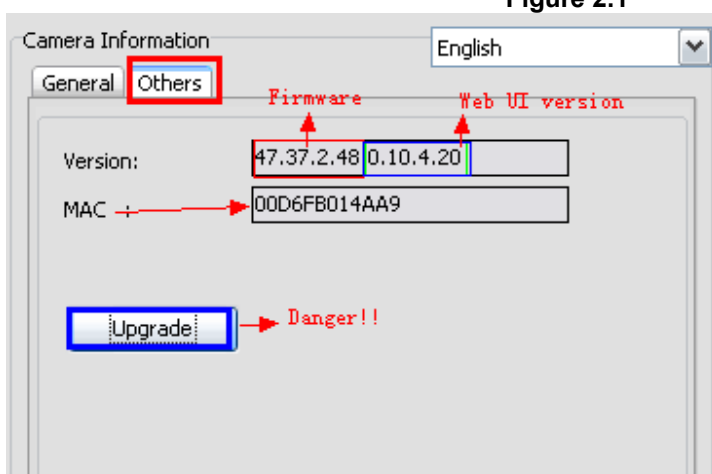 Figure 2.1
Camera Information
English
General Others
Firmware Web UI version
Version: 47.37.2.48 0.10.4.20
MAC : 00D6FB014AA9
Upgrade Danger!!